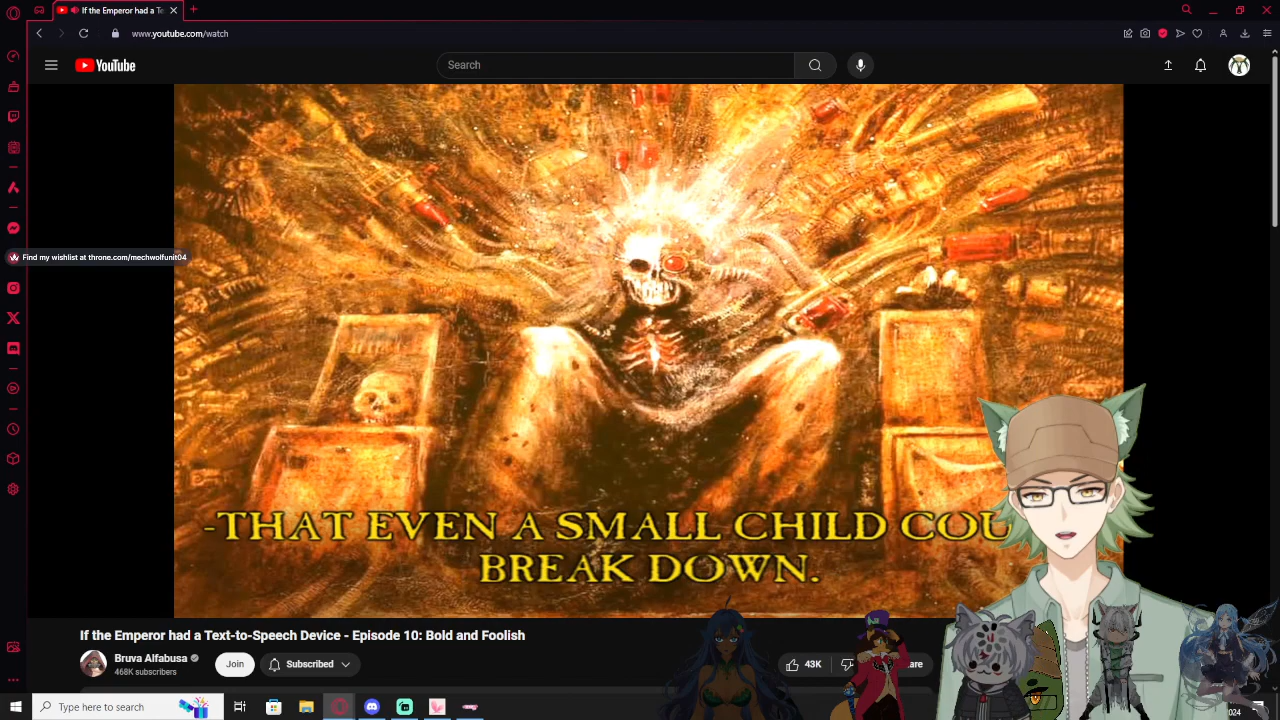 If the Emperor had a Te
www.youtube.com/watch
YouTube
Search
Find my wishlist at throne.com/mechwolfunit04
-THAT EVEN A SMALL CHILD COU
BREAK DOWN.
If the Emperor had a Text-to-Speech Device - Episode 10: Bold and Foolish
Bruva Alfabusa
468K subscribers
Join
Subscribed
43K
are
Type here to search
024